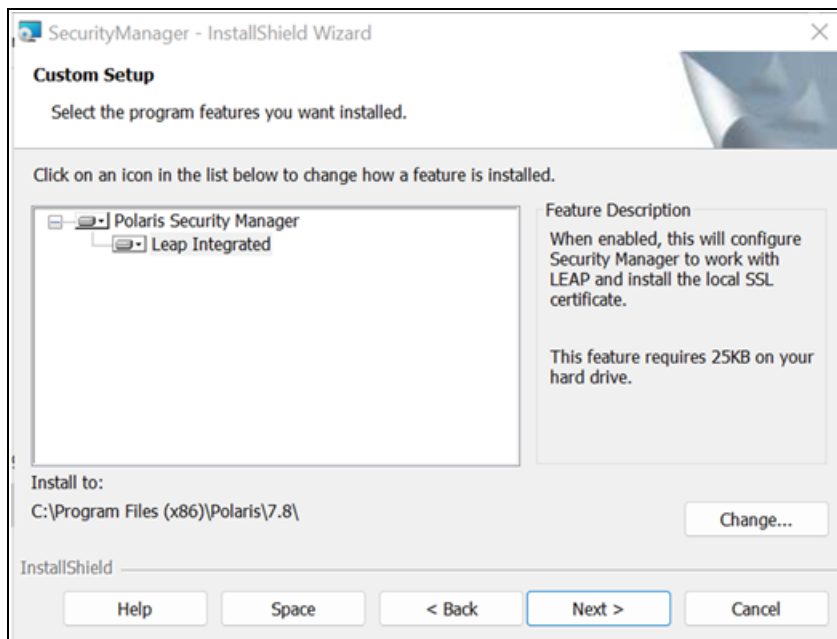 SecurityManager - InstallShield Wizard
Custom Setup
Select the program features you want installed.
Click on an icon in the list below to change how a feature is installed.
Polaris Security Manager
Leap Integrated
Feature Description
When enabled, this will configure
Security Manager to work with
LEAP and install the local SSL
certificate.
This feature requires 25KB on your
hard drive.
Install to:
C:\Program Files (x86)\Polaris\7.8\
Change...
InstallShield
Help
Space
< Back
Next >
Cancel